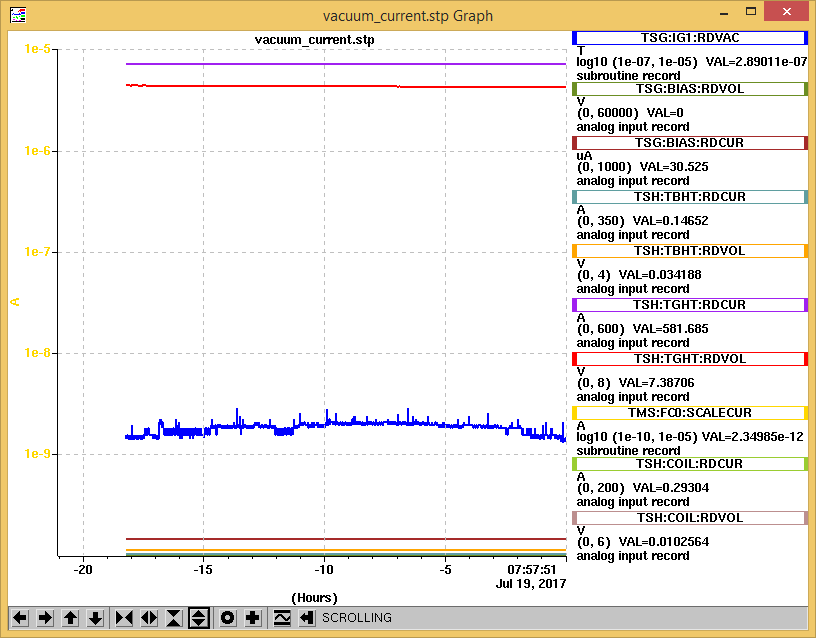 vacuum_current.stp Graph
vacuum_current.stp
1e-5
1e-6
1e-7
1e-8
1e-9
A
-20
-15
-10
-5
07:57:51
Jul 19, 2017
(Hours)
TSG:IG1:RDVAC
T
log10 (1e-07, 1e-05) VAL=2.89011e-07
subroutine record
TSG:BIAS:RDVOL
V
(0, 60000) VAL=0
analog input record
TSG:BIAS:RDCUR
uA
(0, 1000) VAL=30.525
analog input record
TSH:TBHT:RDCUR
A
(0, 350) VAL=0.14652
analog input record
TSH:TBHT:RDVOL
V
(0, 4) VAL=0.034188
analog input record
TSH:TGHT:RDCUR
A
(0, 600) VAL=581.685
analog input record
TSH:TGHT:RDVOL
V
(0, 8) VAL=7.38706
analog input record
TMS:FC0:SCALECUR
A
log10 (1e-10, 1e-05) VAL=2.34985e-12
subroutine record
TSH:COIL:RDCUR
A
(0, 200) VAL=0.29304
analog input record
TSH:COIL:RDVOL
V
(0, 6) VAL=0.0102564
analog input record
SCROLLING